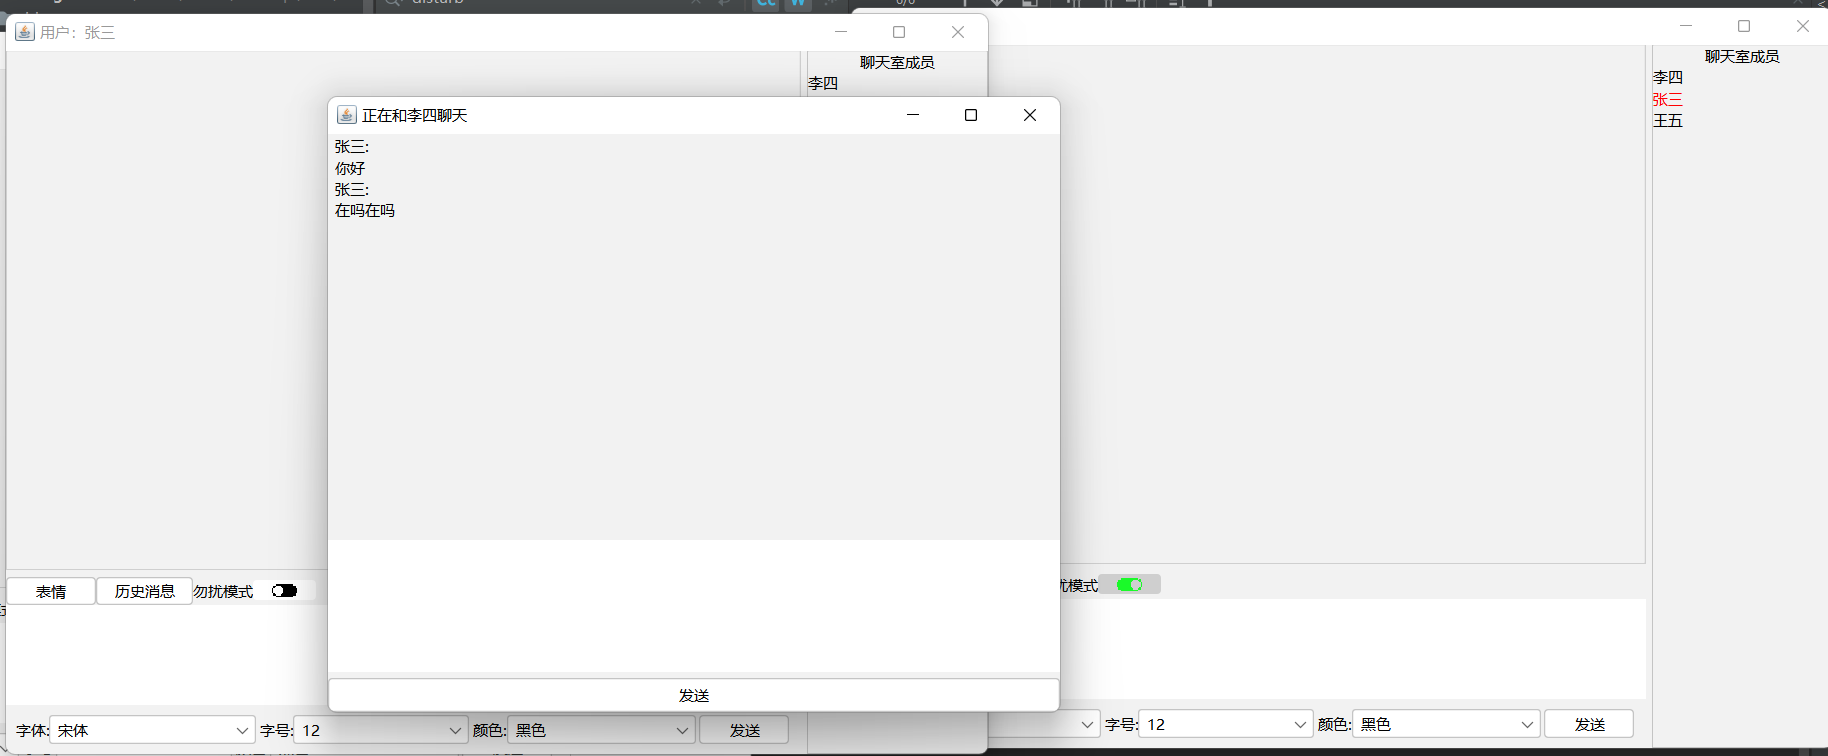 disturb
Cc
W
0/0
用户：张三
聊天室成员
李四
正在和李四聊天
张三:
你好
张三:
在吗在吗
发送
表情
历史消息
勿扰模式
字体:
宋体
字号:
12
颜色:
黑色
发送
聊天室成员
李四
张三
王五
扰模式
字号:
12
颜色:
黑色
发送